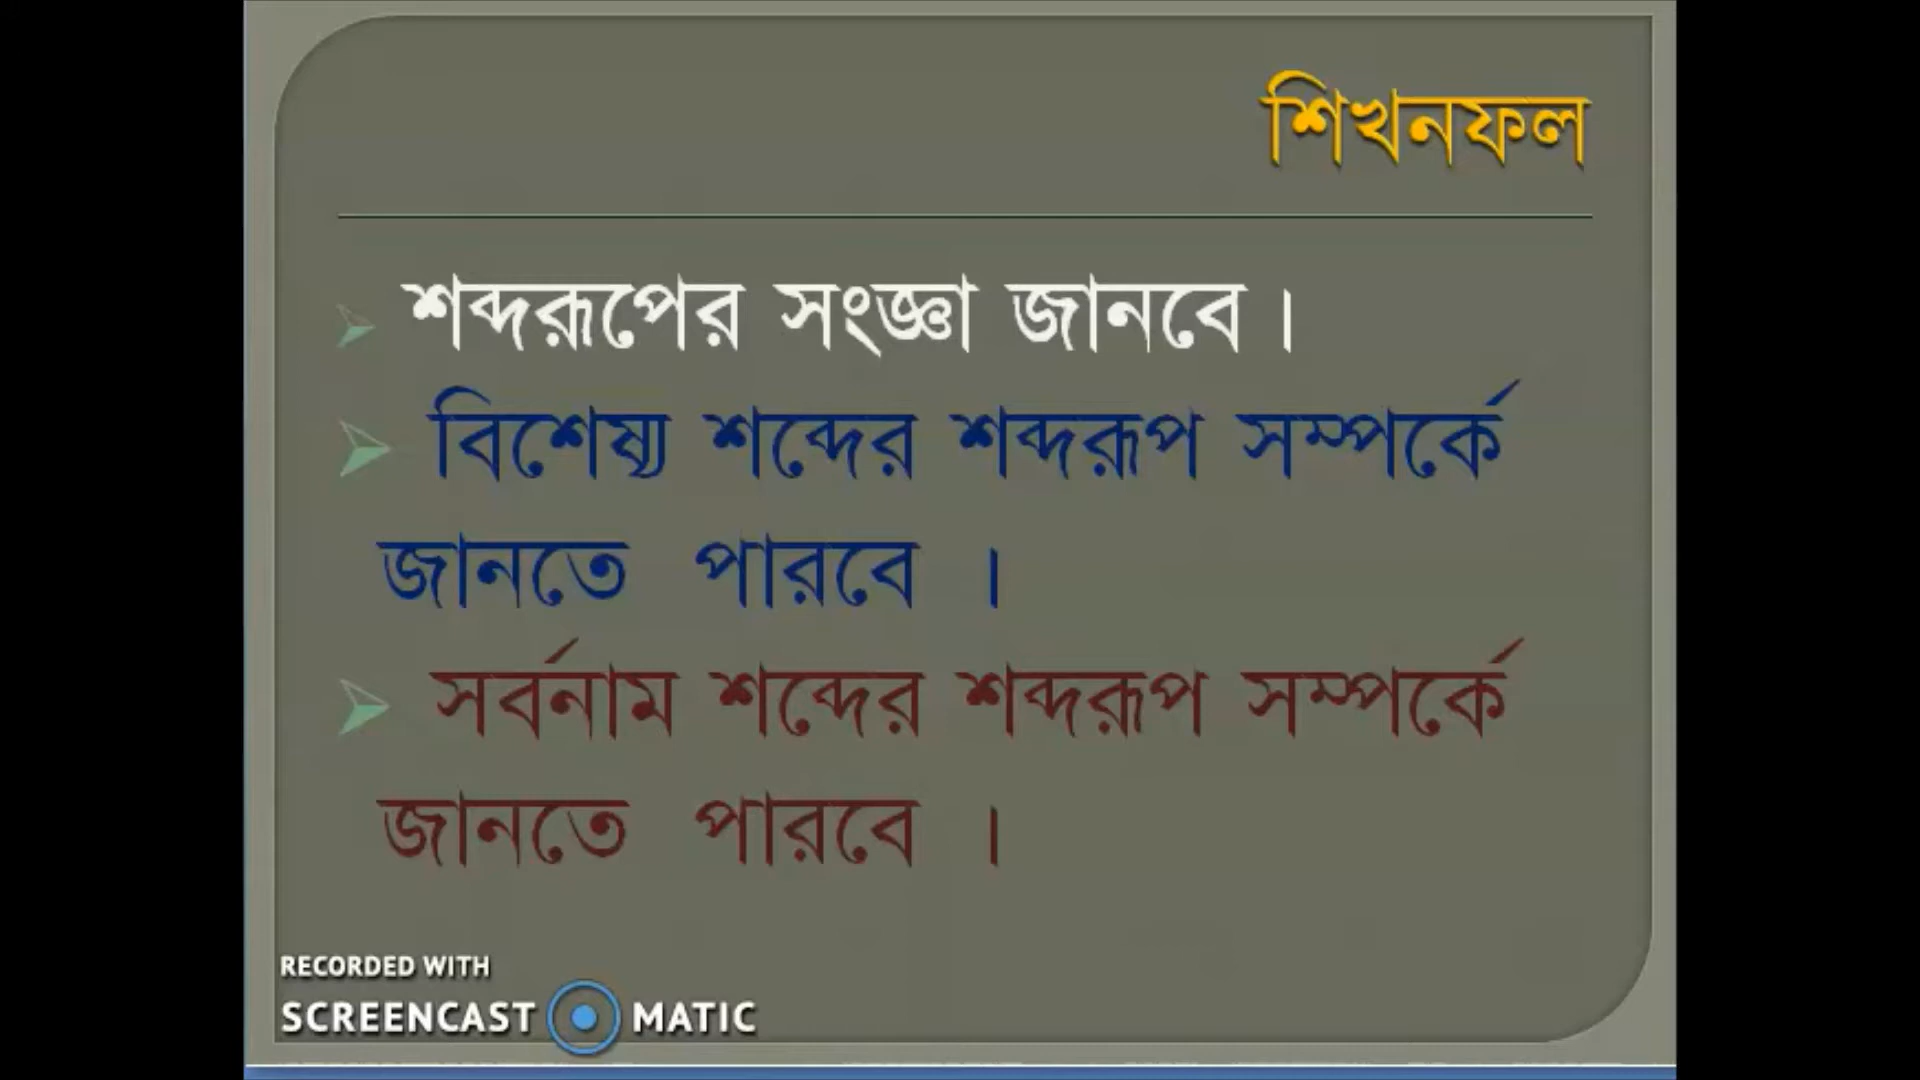 শিখনফল
শব্দরূপের সংজ্ঞা জানবে।
বিশেষ্য শব্দের শব্দরূপ সম্পর্কে
জানতে পারবে ।
সর্বনাম শব্দের শব্দরূপ সম্পর্কে
জানতে পারবে ।
RECORDED WITH
SCREENCAST MATIC